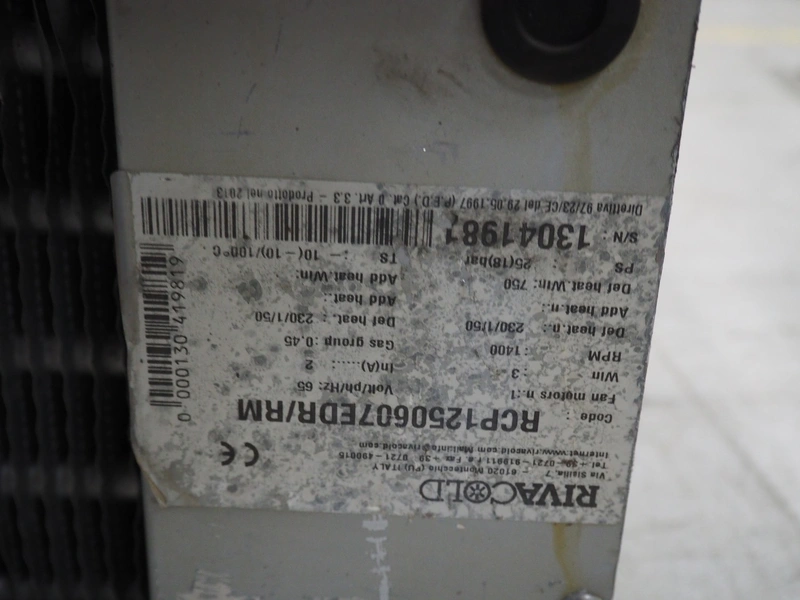 RIVACOLD
Via Sicilia, 7 - 61020 Montecchio (PU) ITALY
Tel + 39 - 0721 - 919911 r.a. Fax + 39 0721 - 490015
Internet:www.rivacold.com Mailinfo@rivacold.com
CE
Code : RCP1250607EDR/RM
Fan motors n.:1 Volt/ph/Hz: 65
Win : 3 In(A).....: 2
RPM : 1400 Gas group :0.45
Def heat.n.: 230/1/50 Def heat. : 230/1/50
Add heat.n.: Add heat.:
Def heat.Win: 750 Add heat.Win:
PS : 25(18)bar TS : -10(-10)/100°C
S/N : 13041981
Direttiva 97/23/CE del 29.05.1997 (P.E.D.) Cat. 0 Art. 3.3 - Prodotto nel 2013
0 000130 419819